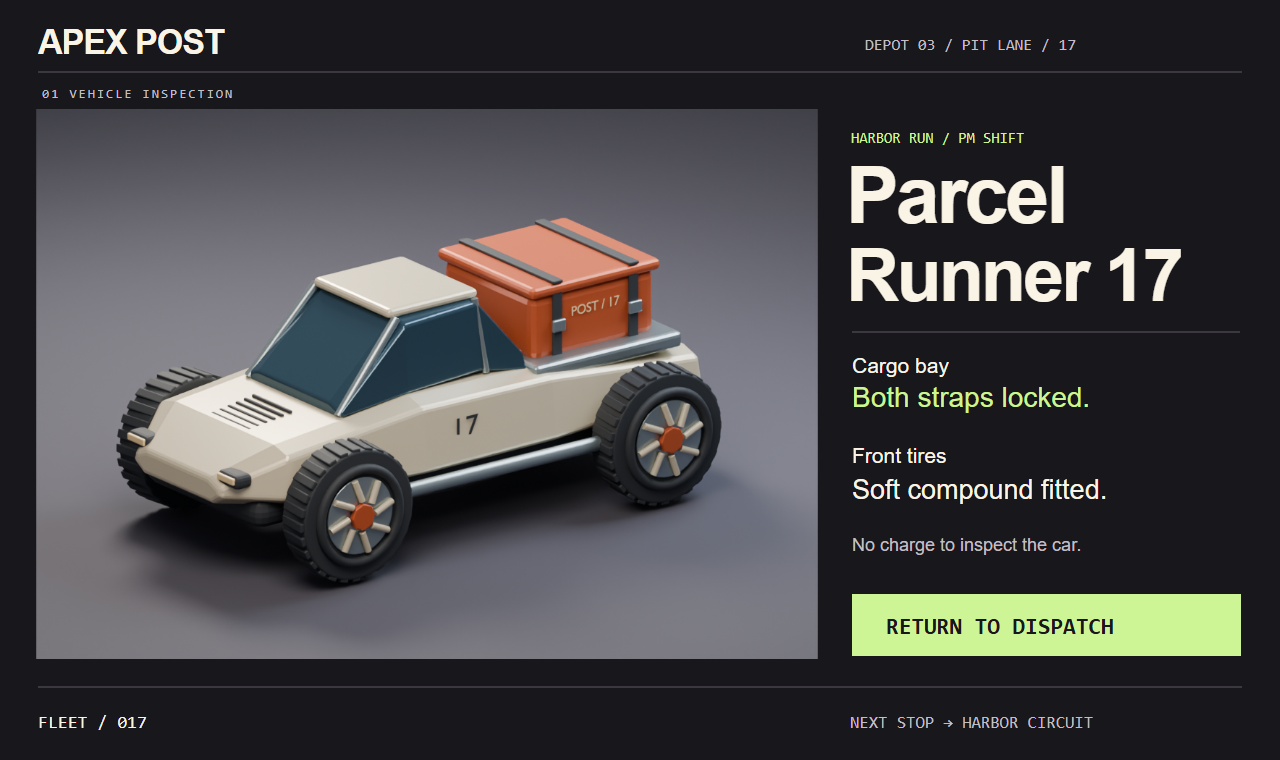 APEX POST
DEPOT 03 / PIT LANE / 17
01 VEHICLE INSPECTION
POST / 17
17
HARBOR RUN / PM SHIFT
Parcel
Runner 17
Cargo bay
Both straps locked.
Front tires
Soft compound fitted.
No charge to inspect the car.
RETURN TO DISPATCH
FLEET / 017
NEXT STOP → HARBOR CIRCUIT